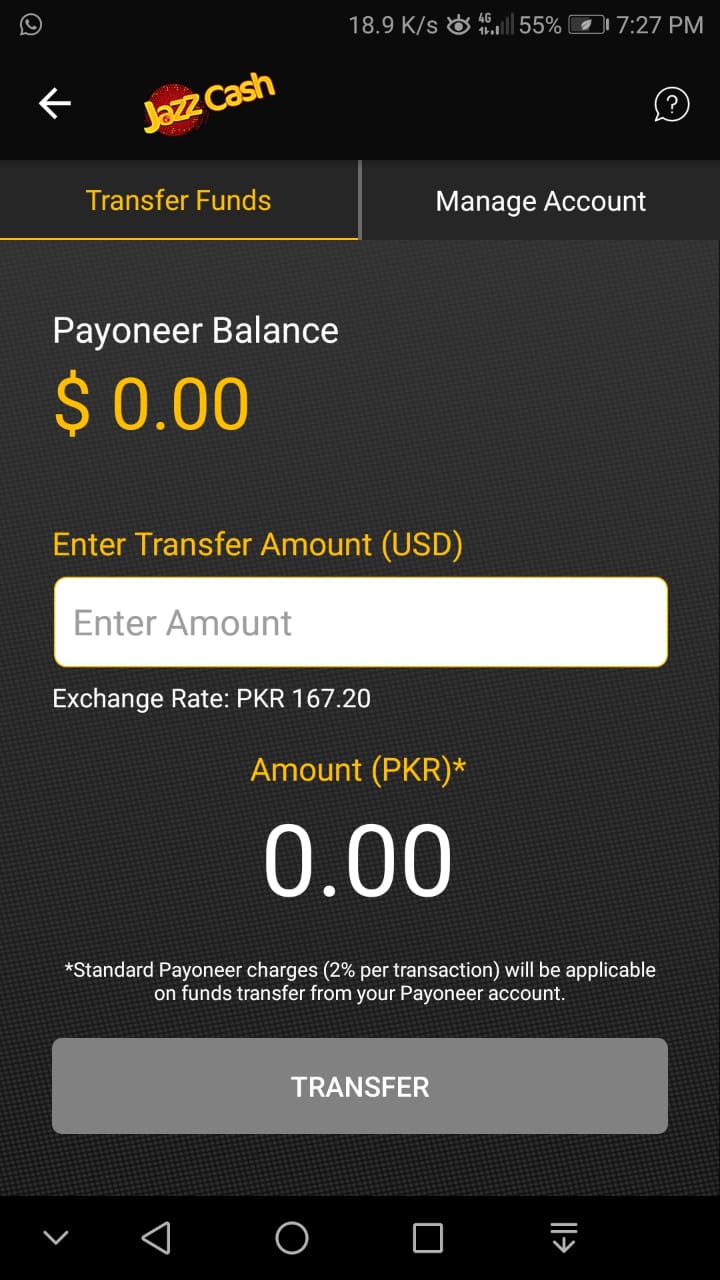 18.9 K/s 4G 55% 7:27 PM
Jazz Cash
?
Transfer Funds Manage Account
Payoneer Balance
$ 0.00
Enter Transfer Amount (USD)
Enter Amount
Exchange Rate: PKR 167.20
Amount (PKR)*
0.00
*Standard Payoneer charges (2% per transaction) will be applicable
on funds transfer from your Payoneer account.
TRANSFER